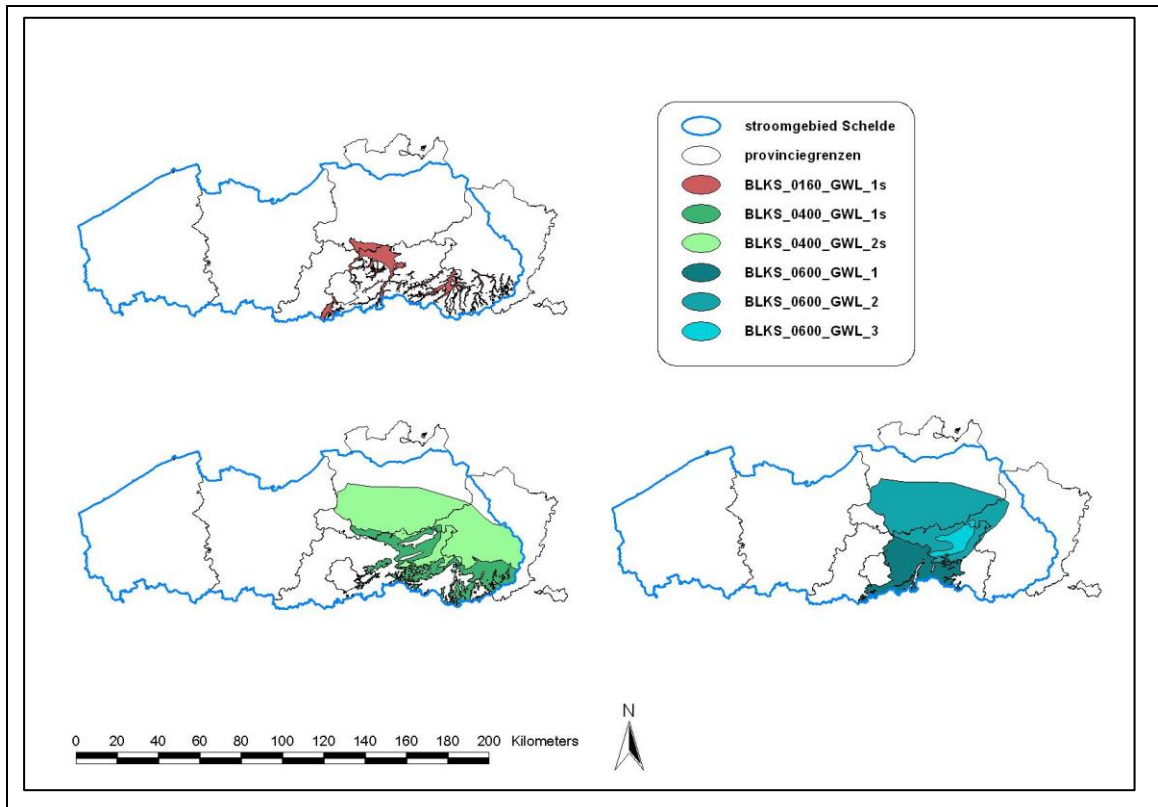 stroomgebied Schelde
provinciegrenzen
BLKS_0160_GWL_1s
BLKS_0400_GWL_1s
BLKS_0400_GWL_2s
BLKS_0600_GWL_1
BLKS_0600_GWL_2
BLKS_0600_GWL_3
N
0 20 40 60 80 100 120 140 160 180 200 Kilometers